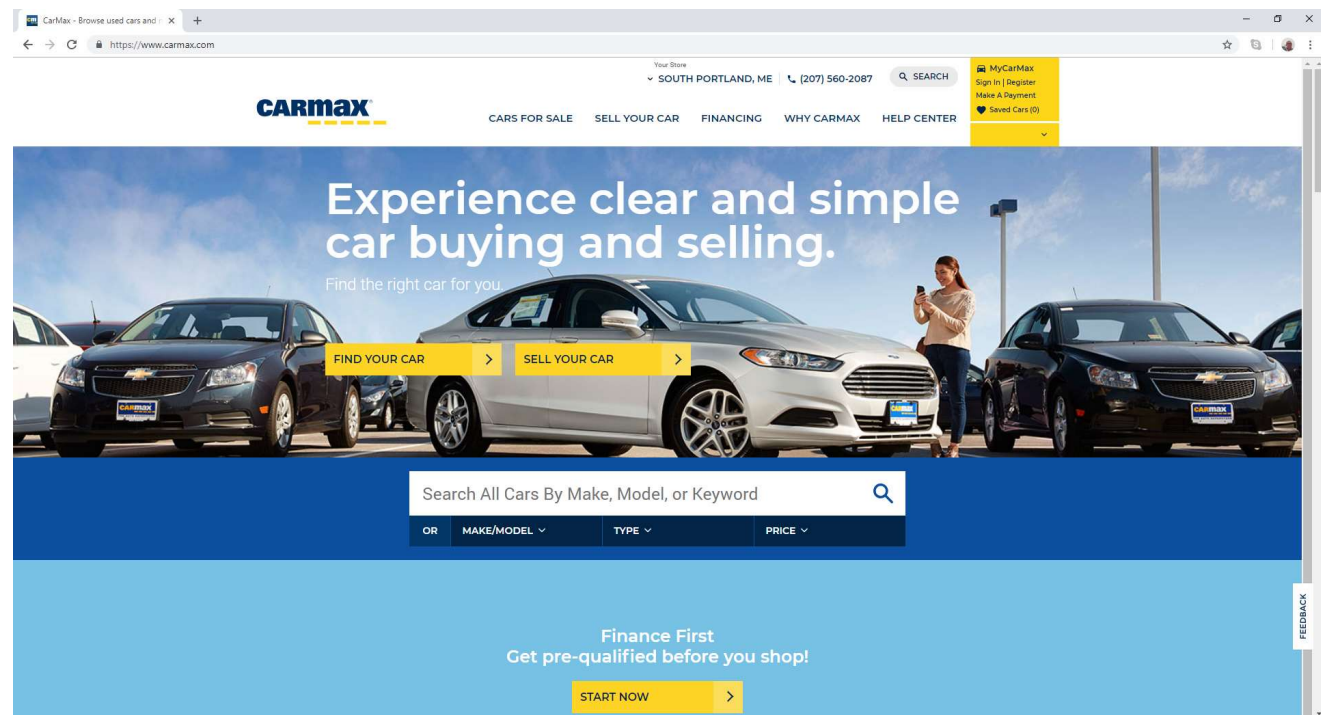 CarMax - Browse used cars and
https://www.carmax.com
Your Store
SOUTH PORTLAND, ME
(207) 560-2087
SEARCH
MyCarMax
Sign In | Register
Make A Payment
Saved Cars (0)
CARMAX
CARS FOR SALE
SELL YOUR CAR
FINANCING
WHY CARMAX
HELP CENTER
Experience clear and simple
car buying and selling.
Find the right car for you.
FIND YOUR CAR
SELL YOUR CAR
CARMAX
CARMAX
CARMAX
Search All Cars By Make, Model, or Keyword
OR MAKE/MODEL TYPE PRICE
FEEDBACK
Finance First
Get pre-qualified before you shop!
START NOW